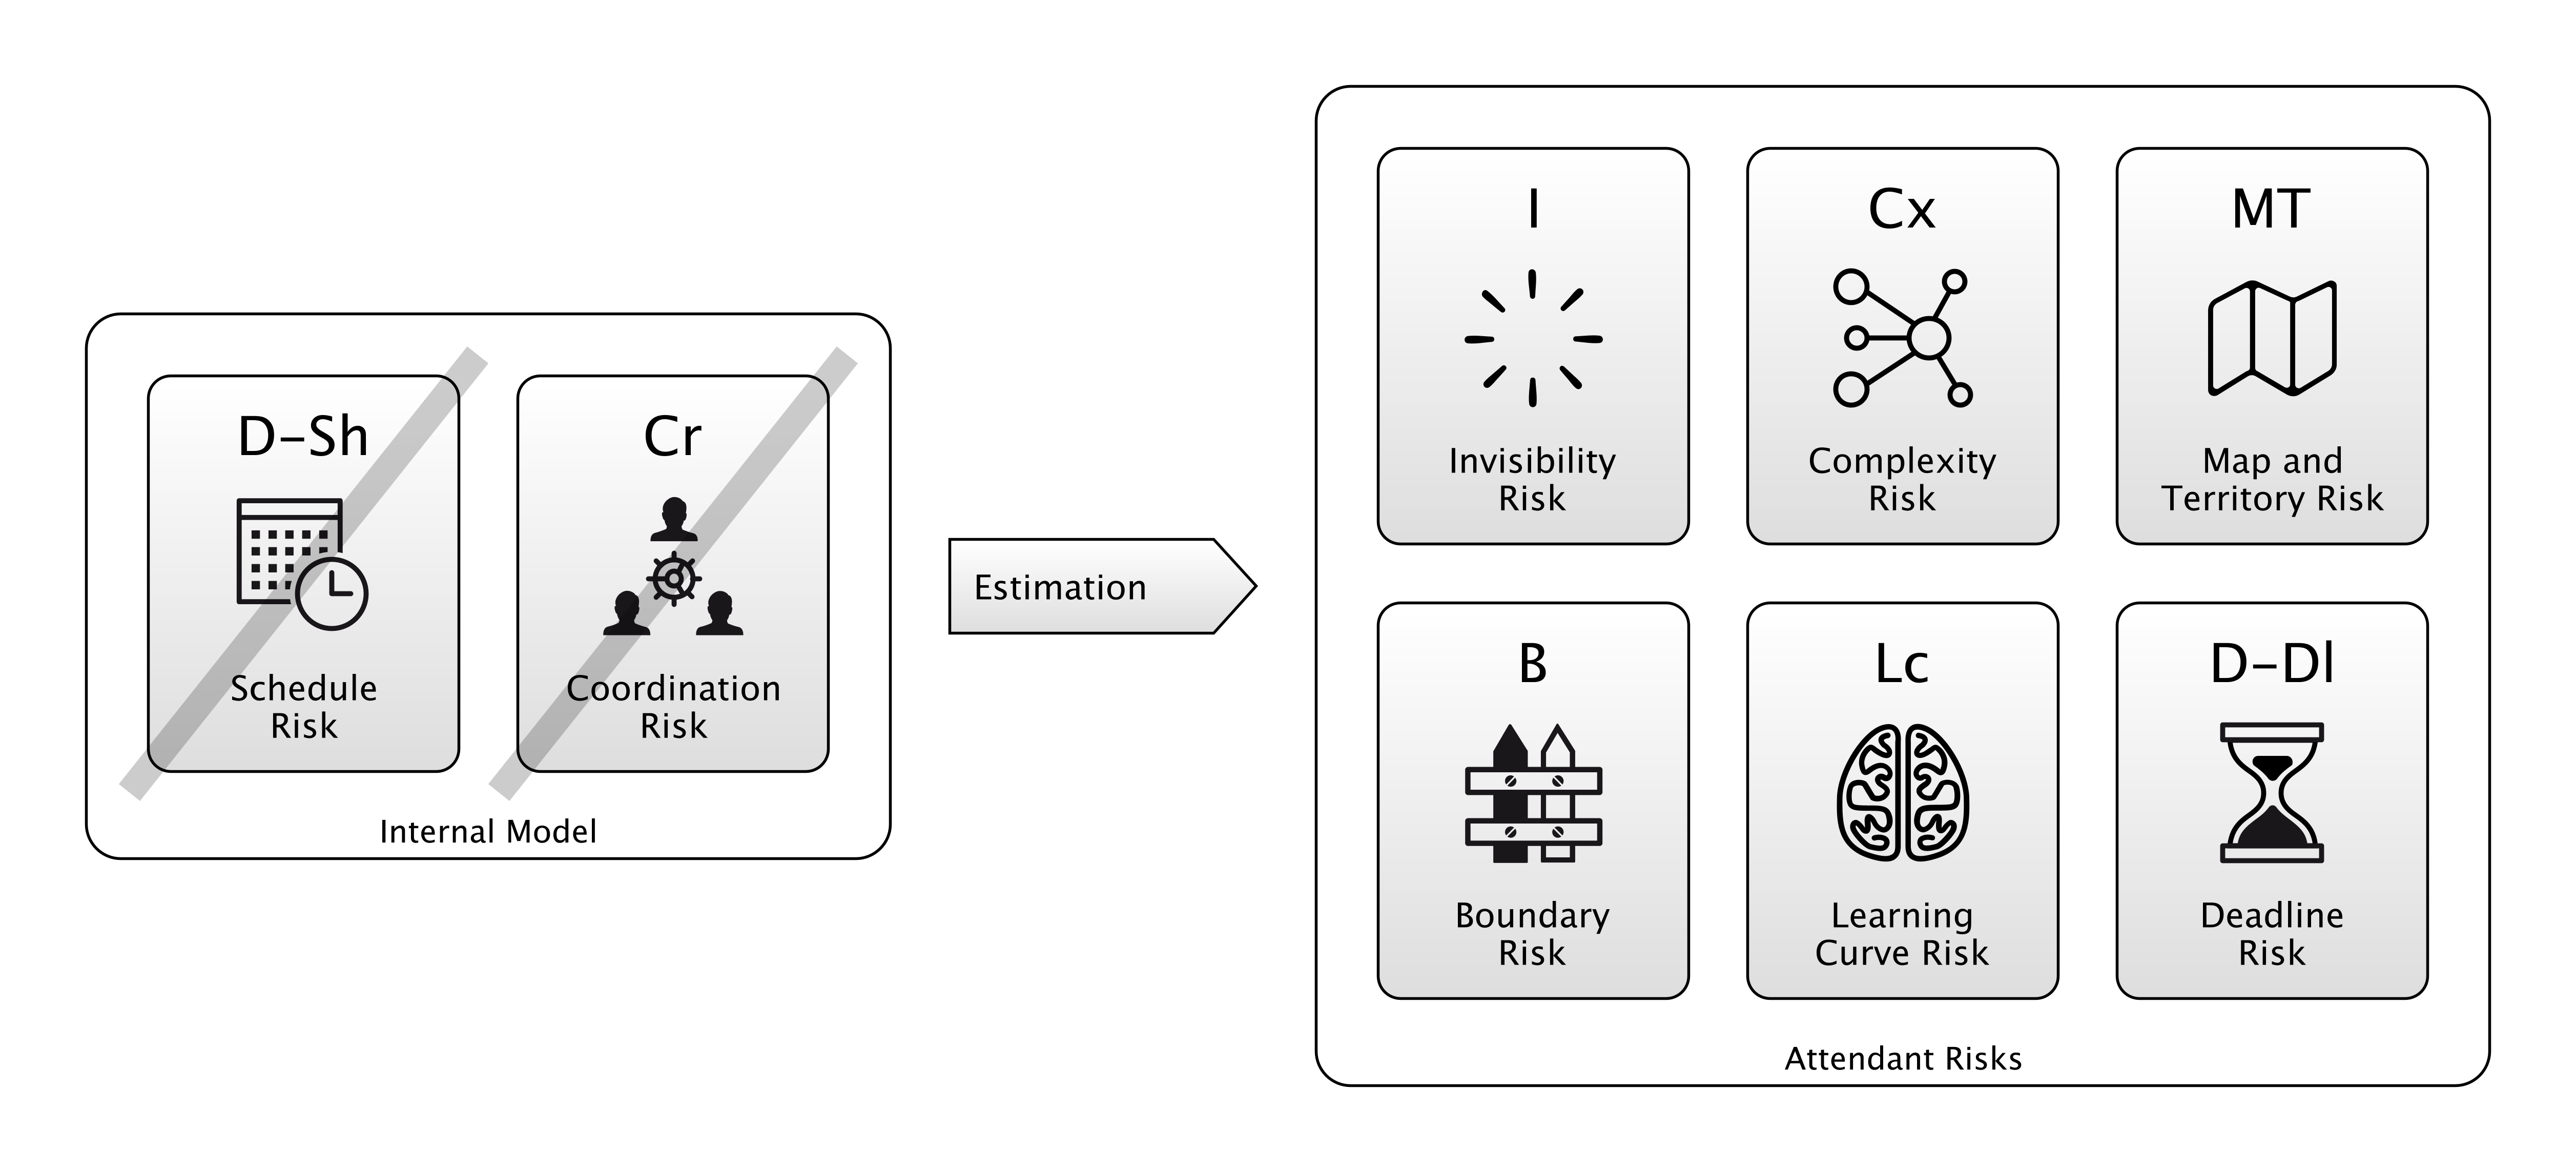 D-Sh
Schedule
Risk
Cr
Coordination
Risk
Internal Model
Estimation
I
Invisibility
Risk
Cx
Complexity
Risk
MT
Map and
Territory Risk
B
Boundary
Risk
Lc
Learning
Curve Risk
D-Dl
Deadline
Risk
Attendant Risks